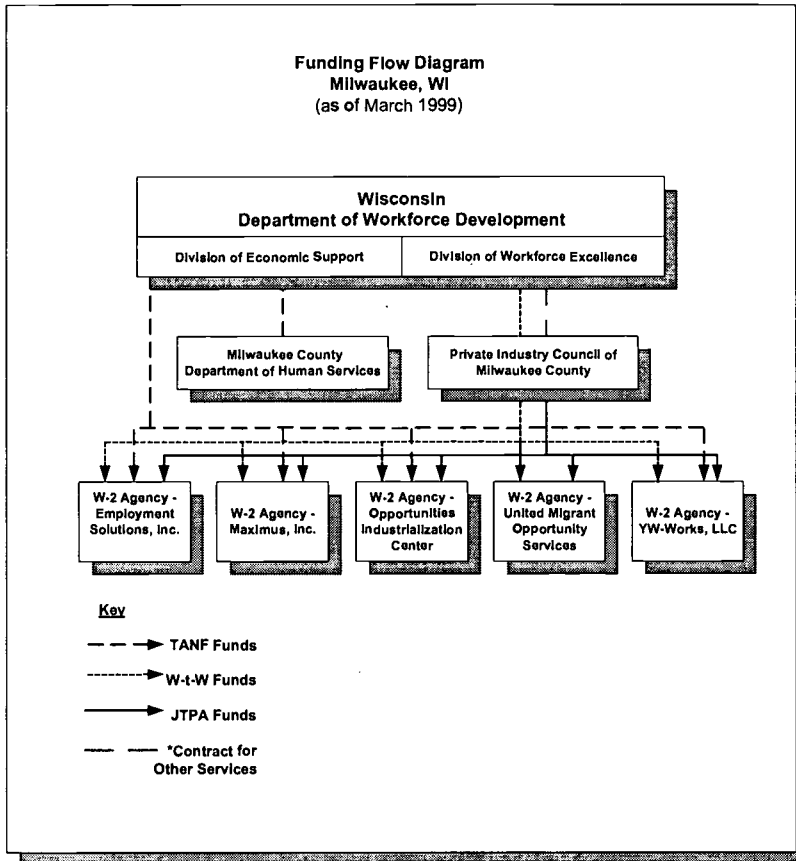 Funding Flow Diagram
Milwaukee, WI
(as of March 1999)
Wisconsin
Department of Workforce Development
Division of Economic Support
Division of Workforce Excellence
Milwaukee County
Department of Human Services
Private Industry Council of
Milwaukee County
W-2 Agency -
Employment
Solutions, Inc.
W-2 Agency -
Maximus, Inc.
W-2 Agency -
Opportunities
Industrialization
Center
W-2 Agency -
United Migrant
Opportunity
Services
W-2 Agency -
YW-Works, LLC
Key
TANF Funds
W-t-W Funds
JTPA Funds
*Contract for
Other Services